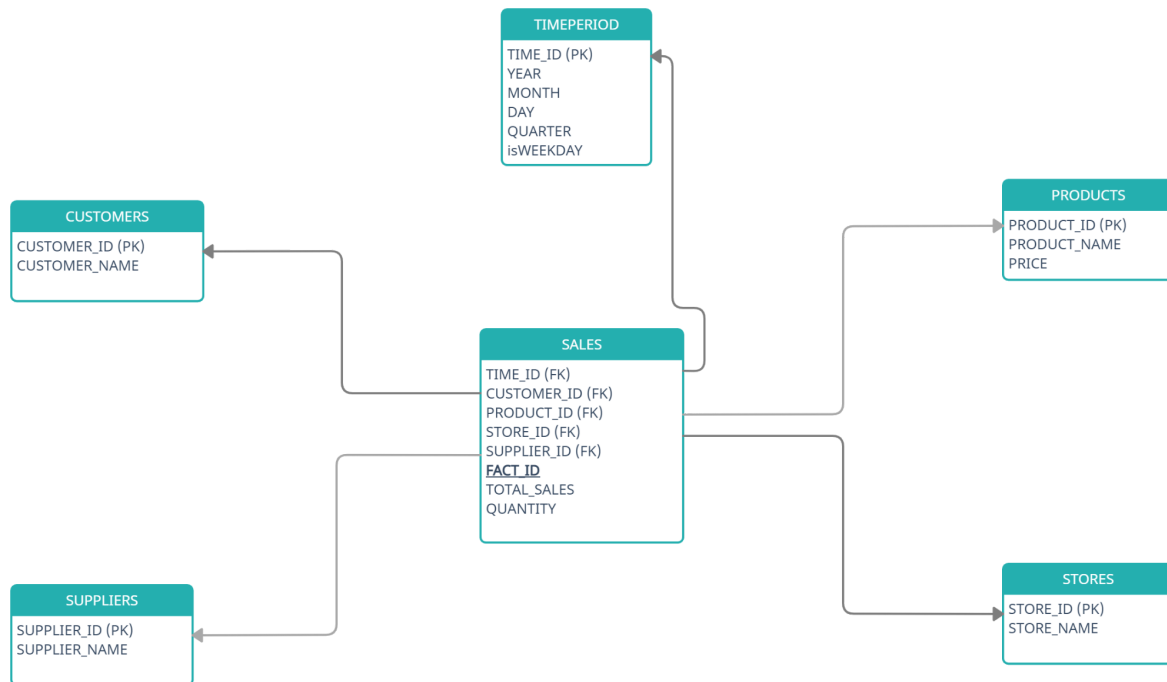 TIMEPERIOD
TIME_ID (PK)
YEAR
MONTH
DAY
QUARTER
isWEEKDAY
CUSTOMERS
CUSTOMER_ID (PK)
CUSTOMER_NAME
PRODUCTS
PRODUCT_ID (PK)
PRODUCT_NAME
PRICE
SALES
TIME_ID (FK)
CUSTOMER_ID (FK)
PRODUCT_ID (FK)
STORE_ID (FK)
SUPPLIER_ID (FK)
FACT_ID
TOTAL_SALES
QUANTITY
SUPPLIERS
SUPPLIER_ID (PK)
SUPPLIER_NAME
STORES
STORE_ID (PK)
STORE_NAME